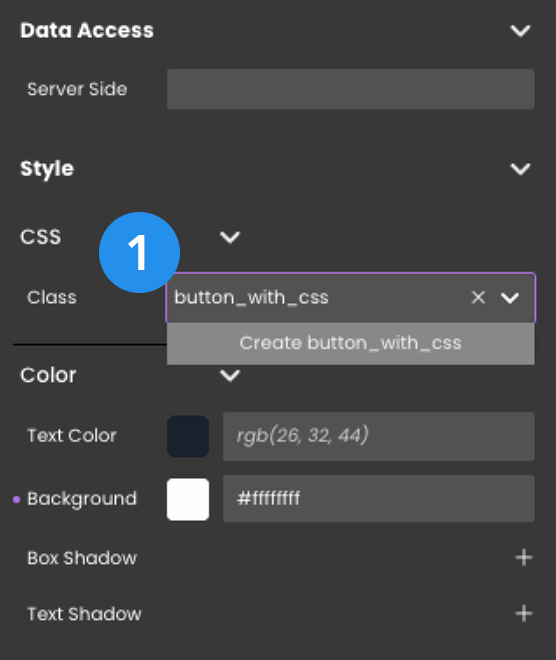 Data Access
Server Side
Style
CSS
1
Class
button_with_css
Create button_with_css
Color
Text Color
rgb(26, 32, 44)
Background
#ffffffff
Box Shadow
Text Shadow